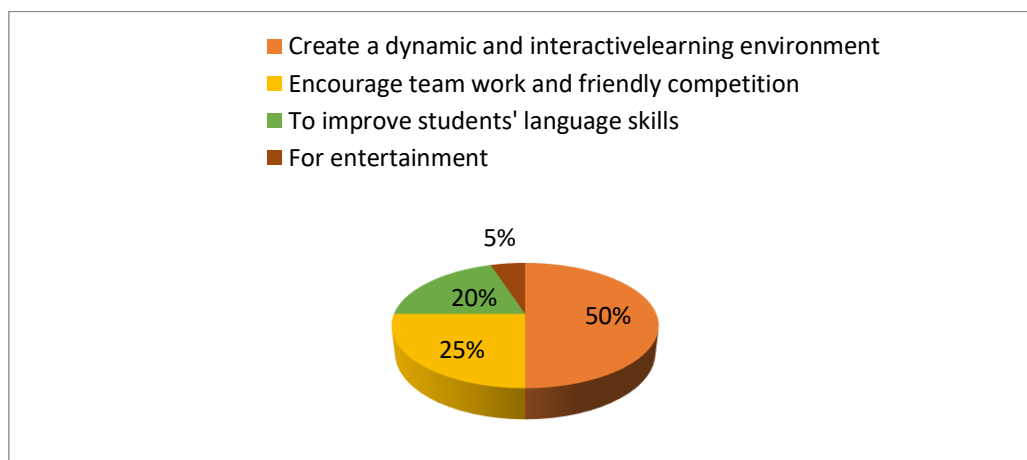 Create a dynamic and interactivelearning environment
Encourage team work and friendly competition
To improve students' language skills
For entertainment
5%
20%
50%
25%